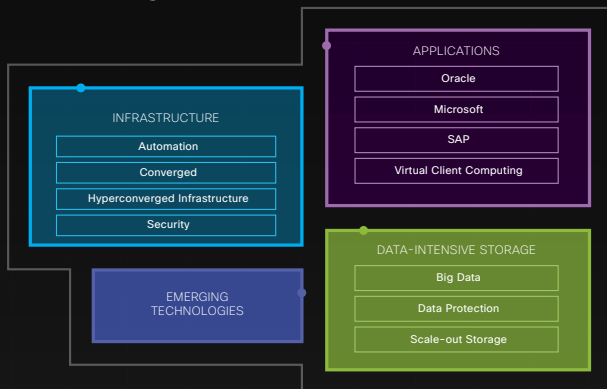 APPLICATIONS
Oracle
Microsoft
SAP
Virtual Client Computing
INFRASTRUCTURE
Automation
Converged
Hyperconverged Infrastructure
Security
DATA-INTENSIVE STORAGE
Big Data
Data Protection
Scale-out Storage
EMERGING
TECHNOLOGIES